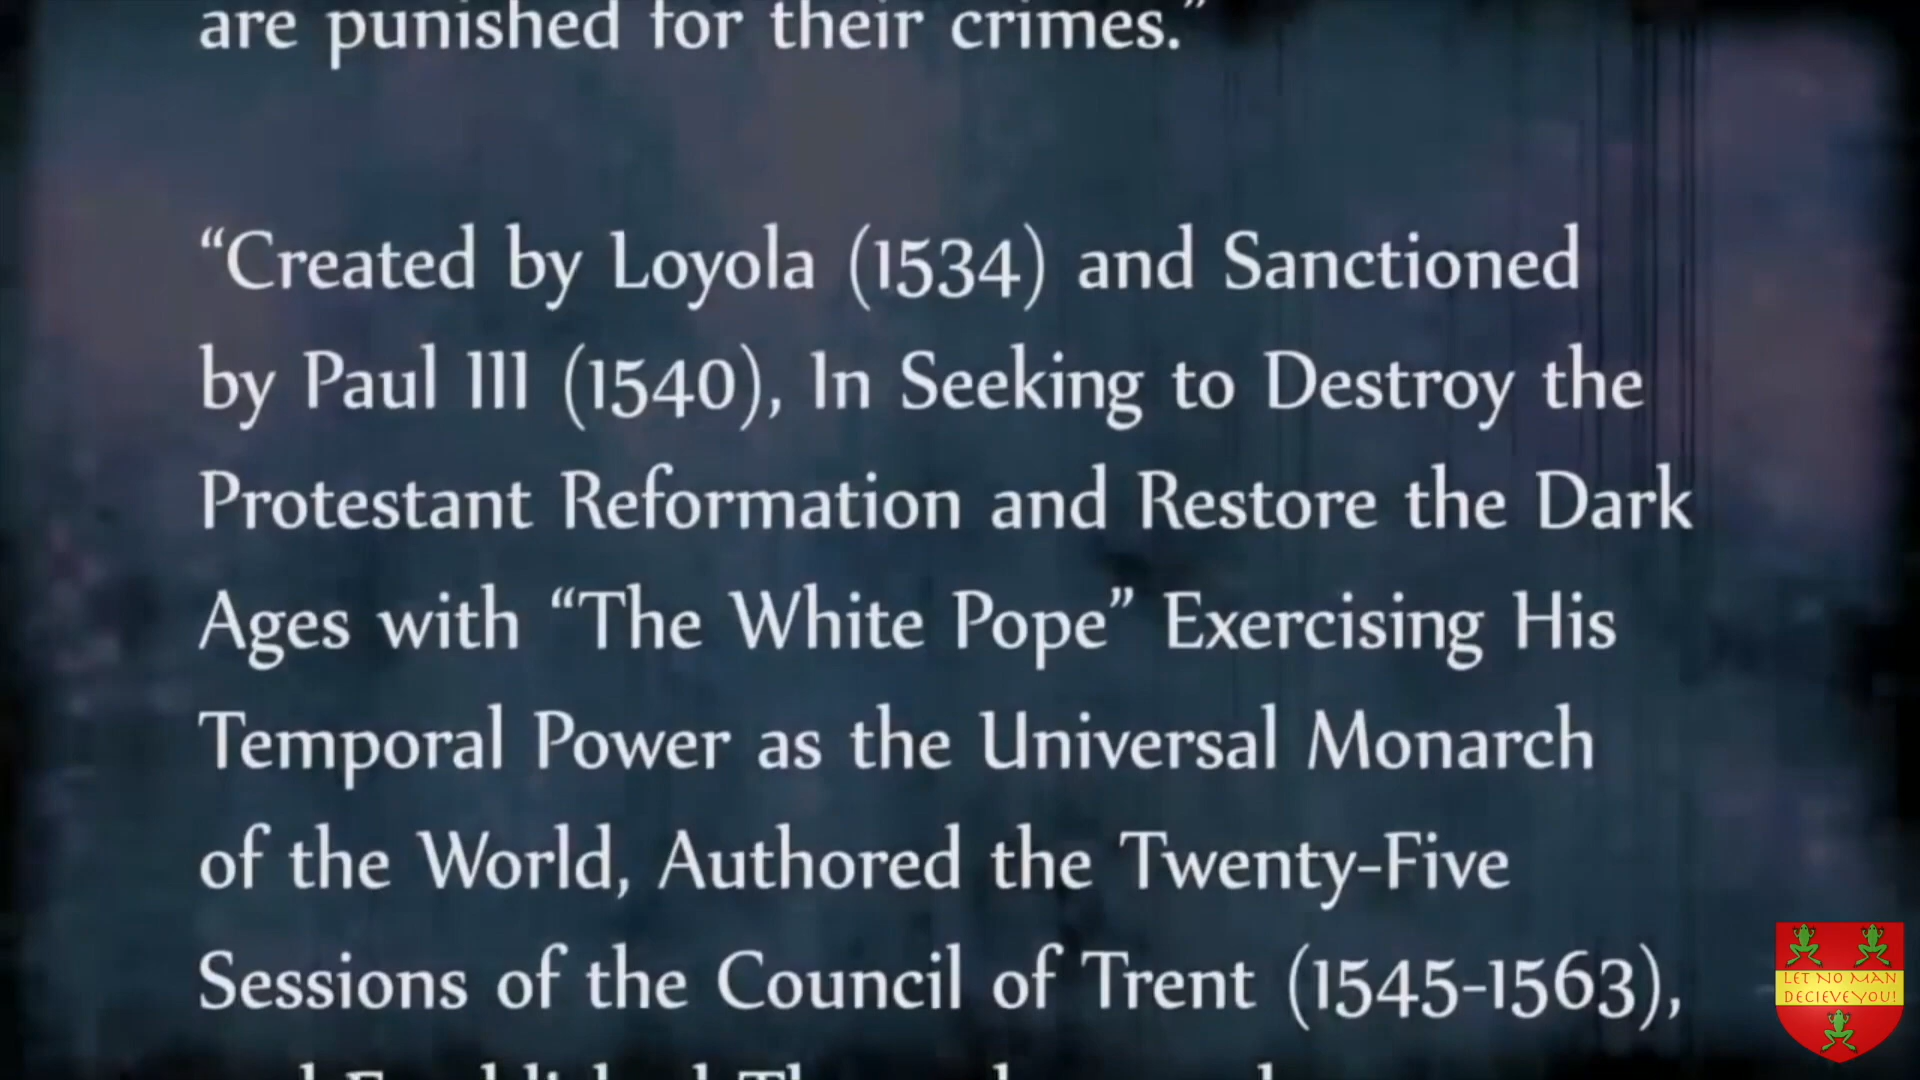 are punished for their crimes.”
“Created by Loyola (1534) and Sanctioned
by Paul III (1540), In Seeking to Destroy the
Protestant Reformation and Restore the Dark
Ages with “The White Pope” Exercising His
Temporal Power as the Universal Monarch
of the World, Authored the Twenty-Five
Sessions of the Council of Trent (1545-1563),
LET NO MAN
DECIEVE YOU!